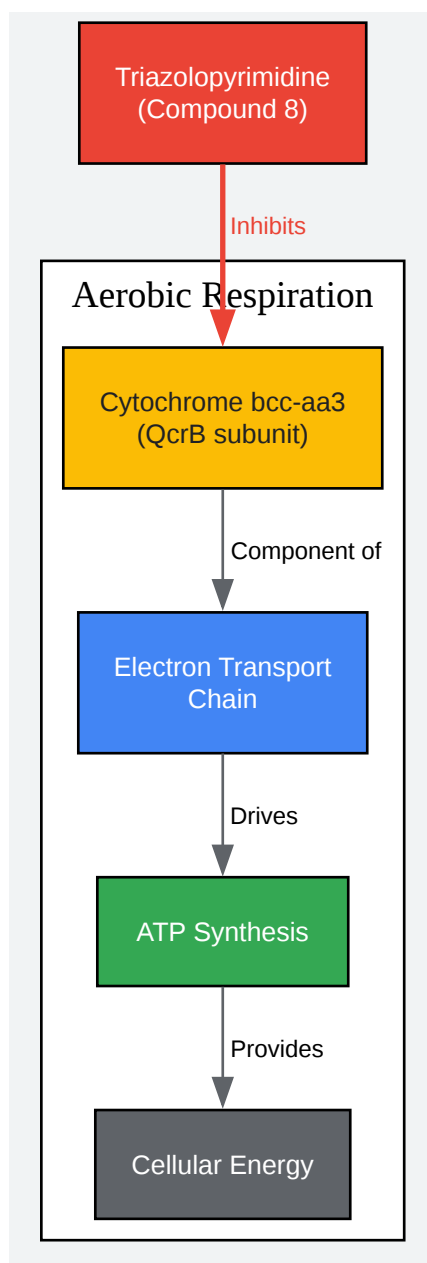 Triazolopyrimidine
(Compound 8)
Inhibits
Aerobic Respiration
Cytochrome bcc-aa3
(QcrB subunit)
Component of
Electron Transport
Chain
Drives
ATP Synthesis
Provides
Cellular Energy